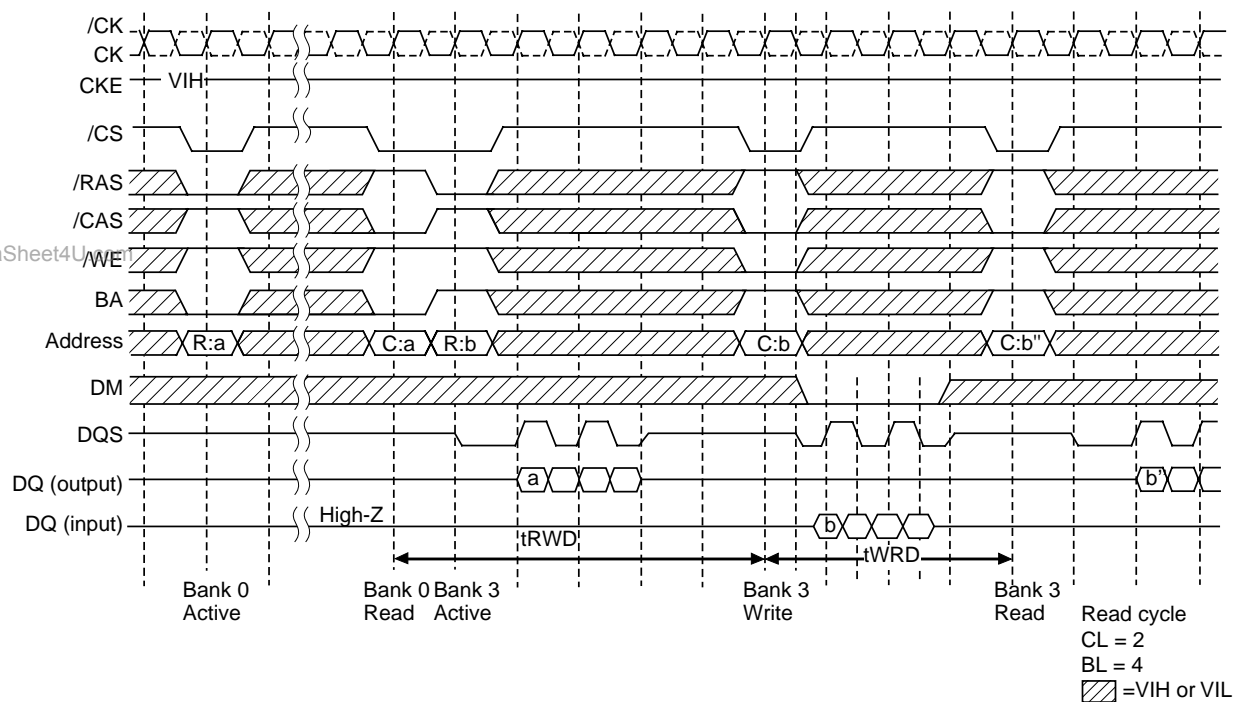 /CK
CK
CKE VIH
/CS
/RAS
/CAS
aSheet4U.com
/WE
BA
Address R:a C:a R:b C:b C:b"
DM
DQS
DQ (output) a b"
DQ (input) High-Z b
tRWD tWRD
Bank 0 Active
Bank 0 Read
Bank 3 Active
Bank 3 Write
Bank 3 Read
Read cycle
CL = 2
BL = 4
=VIH or VIL